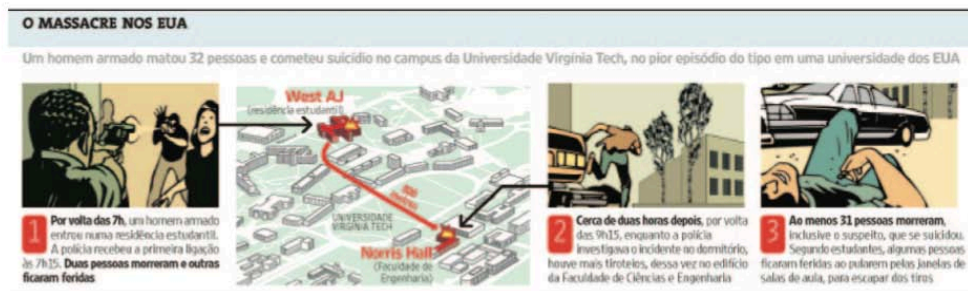 O MASSACRE NOS EUA
Um homem armado matou 32 pessoas e cometeu suicídio no campus da Universidade Virgínia Tech, no pior episódio do tipo em uma universidade dos EUA
West AJ
(residência estudantil)
metros
UNIVERSIDADE
VIRGINIA TECH
Norris Hall
(Faculdade de
Engenharia)
1
Por volta das 7h, um homem armado
entrou numa residência estudantil.
A polícia recebeu a primeira ligação
às 7h15. Duas pessoas morreram e outras
ficaram feridas
2
Cerca de duas horas depois, por volta
das 9h15, enquanto a polícia
investigava o incidente no dormitório,
houve mais tiroteios, dessa vez no edifício
da Faculdade de Ciências e Engenharia
3
Ao menos 31 pessoas morreram,
inclusive o suspeito, que se suicidou.
Segundo estudantes, algumas pessoas
ficaram feridas ao pularem pelas janelas de
salas de aula, para escapar dos tiros